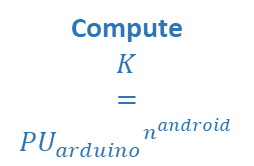 Compute
K
=
PU_arduino n^android